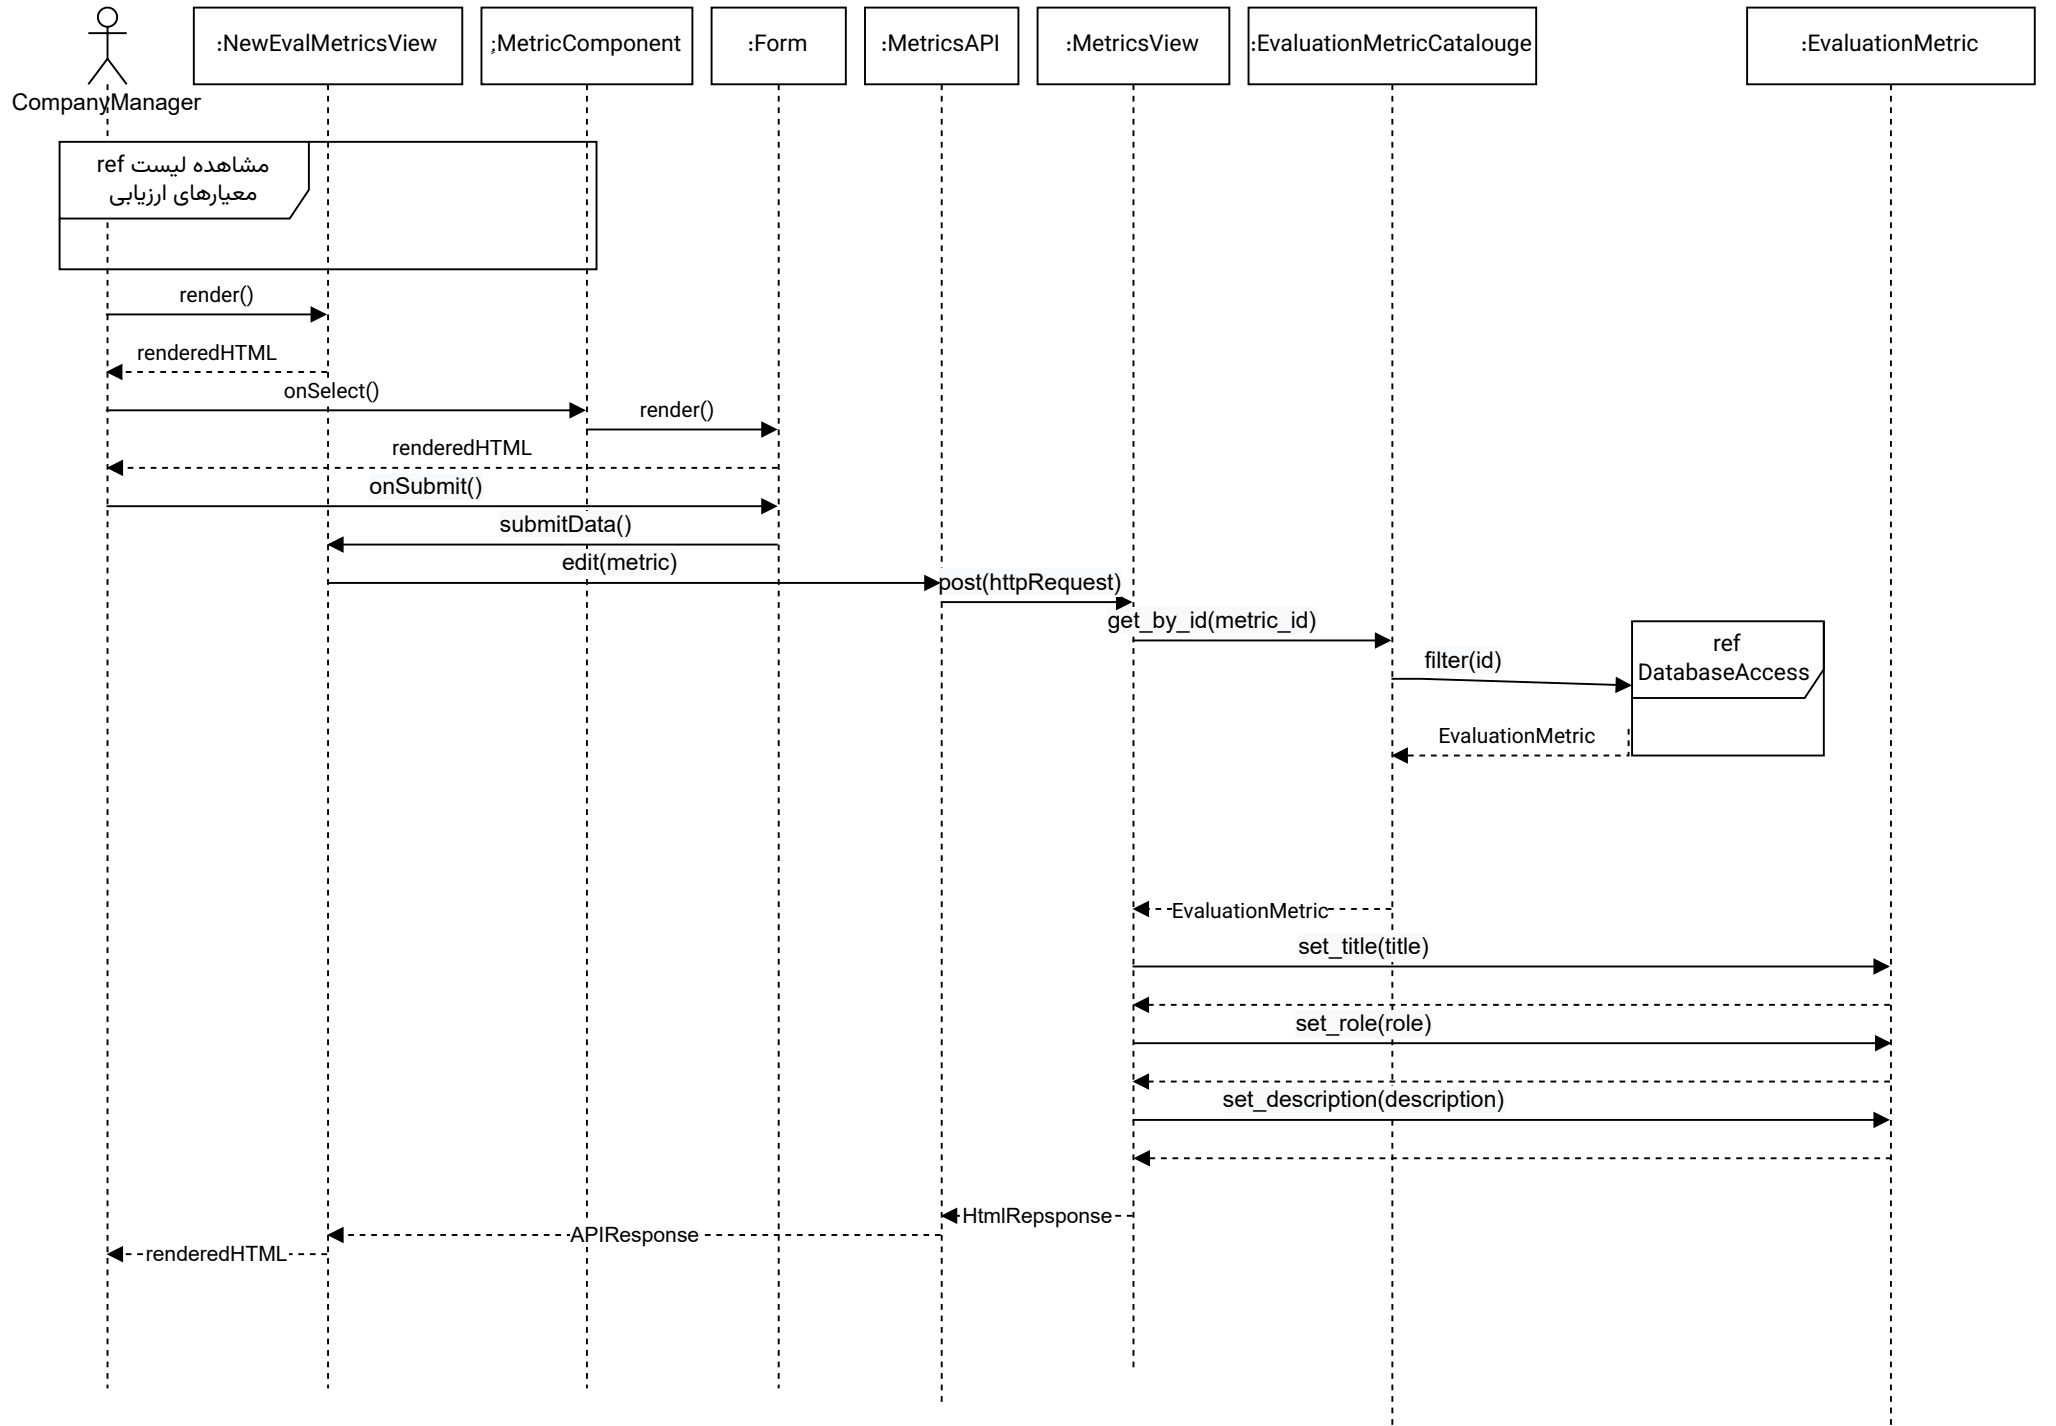 :NewEvalMetricsView
:MetricComponent
:Form
:MetricsAPI
:MetricsView
:EvaluationMetricCatalouge
:EvaluationMetric
CompanyManager
ref مشاهده لیست
معیارهای ارزیابی
render()
renderedHTML
onSelect()
render()
renderedHTML
onSubmit()
submitData()
edit(metric)
post(httpRequest)
get_by_id(metric_id)
filter(id)
ref
DatabaseAccess
EvaluationMetric
EvaluationMetric
set_title(title)
set_role(role)
set_description(description)
HtmlRepsponse
APIResponse
renderedHTML